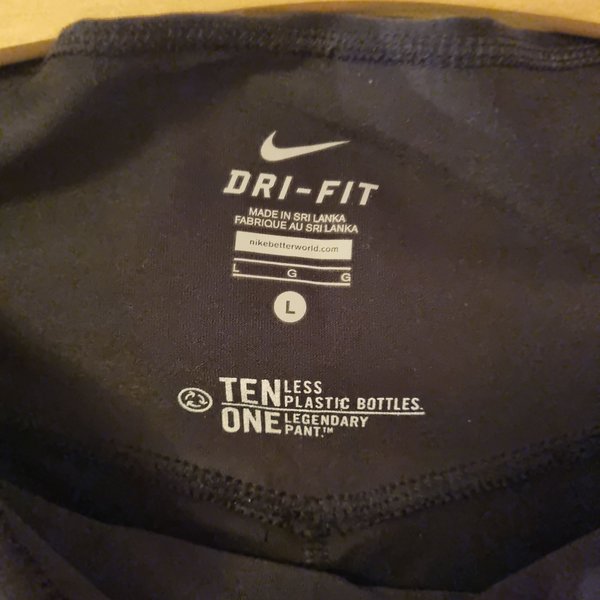 DRI-FIT
MADE IN SRI LANKA
FABRIQUE AU SRI LANKA
nikebetterworld.com
L G G
L
TEN LESS PLASTIC BOTTLES.
ONE LEGENDARY PANT.™